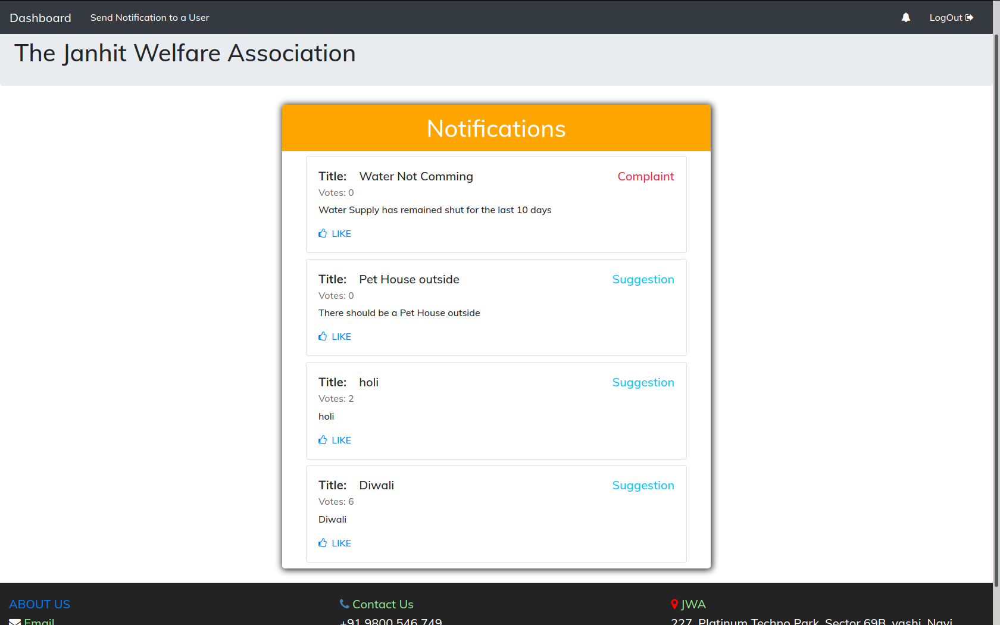 Dashboard Send Notification to a User LogOut
The Janhit Welfare Association
Notifications
Title: Water Not Comming Complaint
Votes: 0
Water Supply has remained shut for the last 10 days
LIKE
Title: Pet House outside Suggestion
Votes: 0
There should be a Pet House outside
LIKE
Title: holi Suggestion
Votes: 2
holi
LIKE
Title: Diwali Suggestion
Votes: 6
Diwali
LIKE
ABOUT US Contact Us JWA
Email +91 9800 546 749 227, Platinum Techno Park, Sector 69B, vashi, Navi